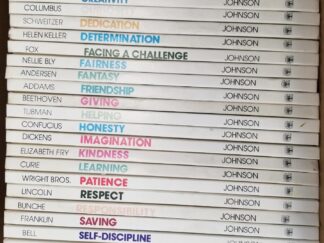 CREATIVITY
COLUMBUS JOHNSON
SCHWEITZER DEDICATION JOHNSON
HELEN KELLER DETERMINATION JOHNSON
FOX FACING A CHALLENGE JOHNSON
NELLIE BLY FAIRNESS JOHNSON
ANDERSEN FANTASY JOHNSON
ADDAMS FRIENDSHIP JOHNSON
BEETHOVEN GIVING JOHNSON
TUBMAN HELPING JOHNSON
CONFUCIUS HONESTY JOHNSON
DICKENS IMAGINATION JOHNSON
ELIZABETH FRY KINDNESS JOHNSON
CURIE LEARNING JOHNSON
WRIGHT BROS. PATIENCE JOHNSON
LINCOLN RESPECT JOHNSON
BUNCHE RESPONSIBILITY JOHNSON
FRANKLIN SAVING JOHNSON
BELL SELF-DISCIPLINE